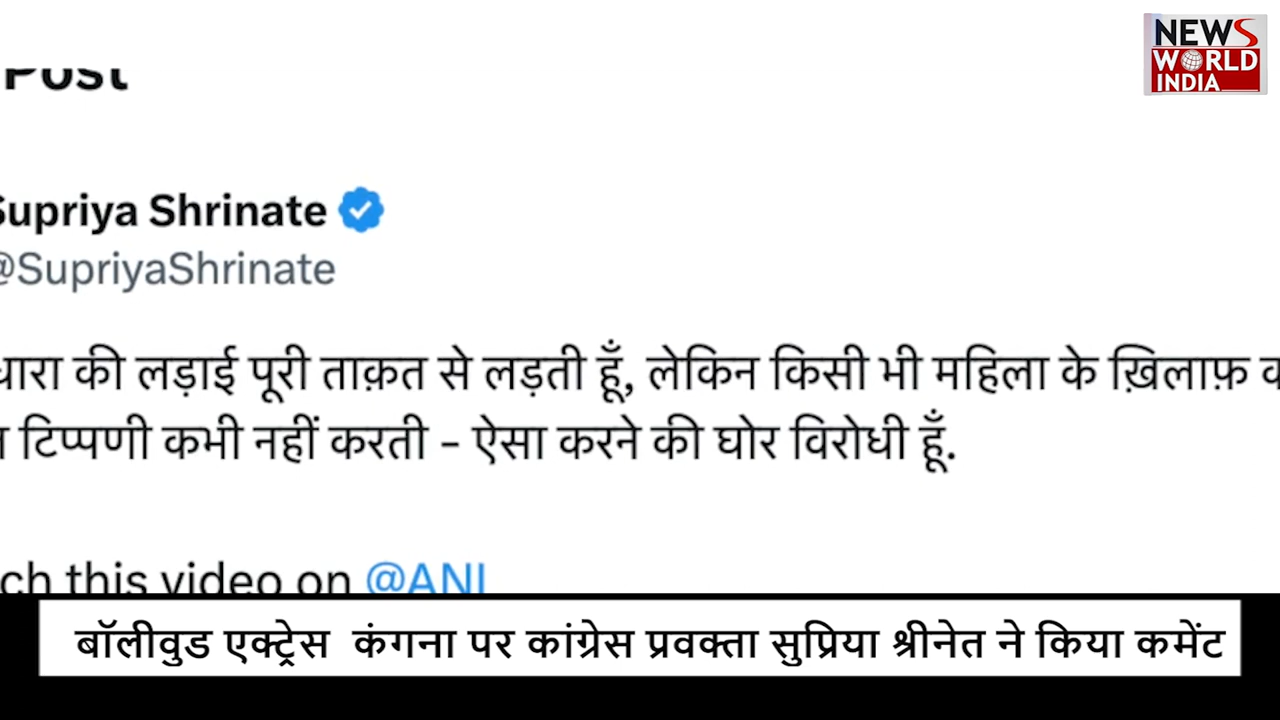 Post
NEWS
WORLD
INDIA
Supriya Shrinate
@SupriyaShrinate
की लड़ाई पूरी ताक़त से लड़ती हूँ, लेकिन किसी भी महिला के ख़िलाफ़
टिप्पणी कभी नहीं करती - ऐसा करने की घोर विरोधी हूँ.
this video on @ANI
बॉलीवुड एक्ट्रेस कंगना पर कांग्रेस प्रवक्ता सुप्रिया श्रीनेत ने किया कमेंट